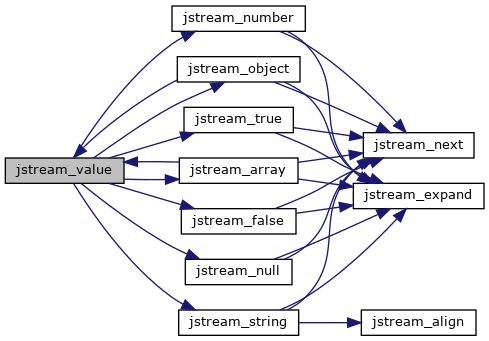 jstream_number
jstream_object
jstream_true
jstream_next
jstream_value
jstream_array
jstream_expand
jstream_false
jstream_null
jstream_string
jstream_align